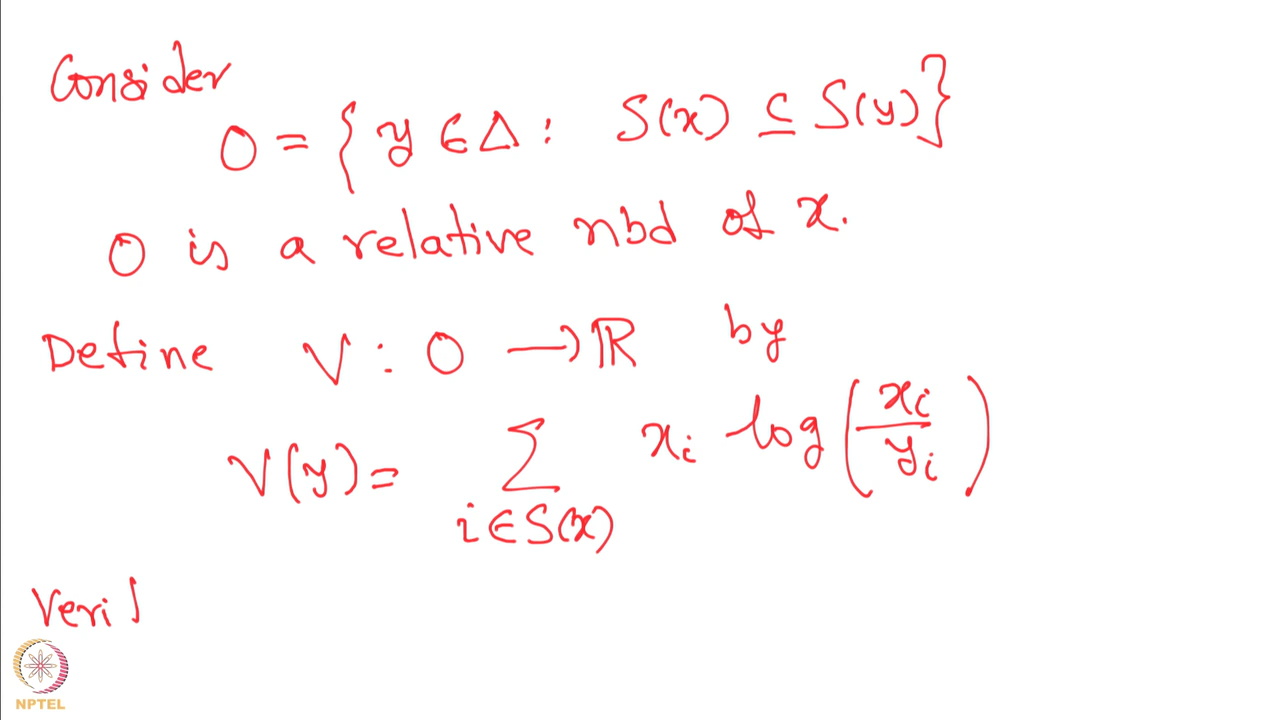 Consider
O = { y ∈ Δ : S(x) ⊆ S(y) }
O is a relative nbd of x.
Define V : O → ℝ by
V(y) = ∑_{i ∈ S(x)} x_i log(x_i / y_i)
Veri
NPTEL